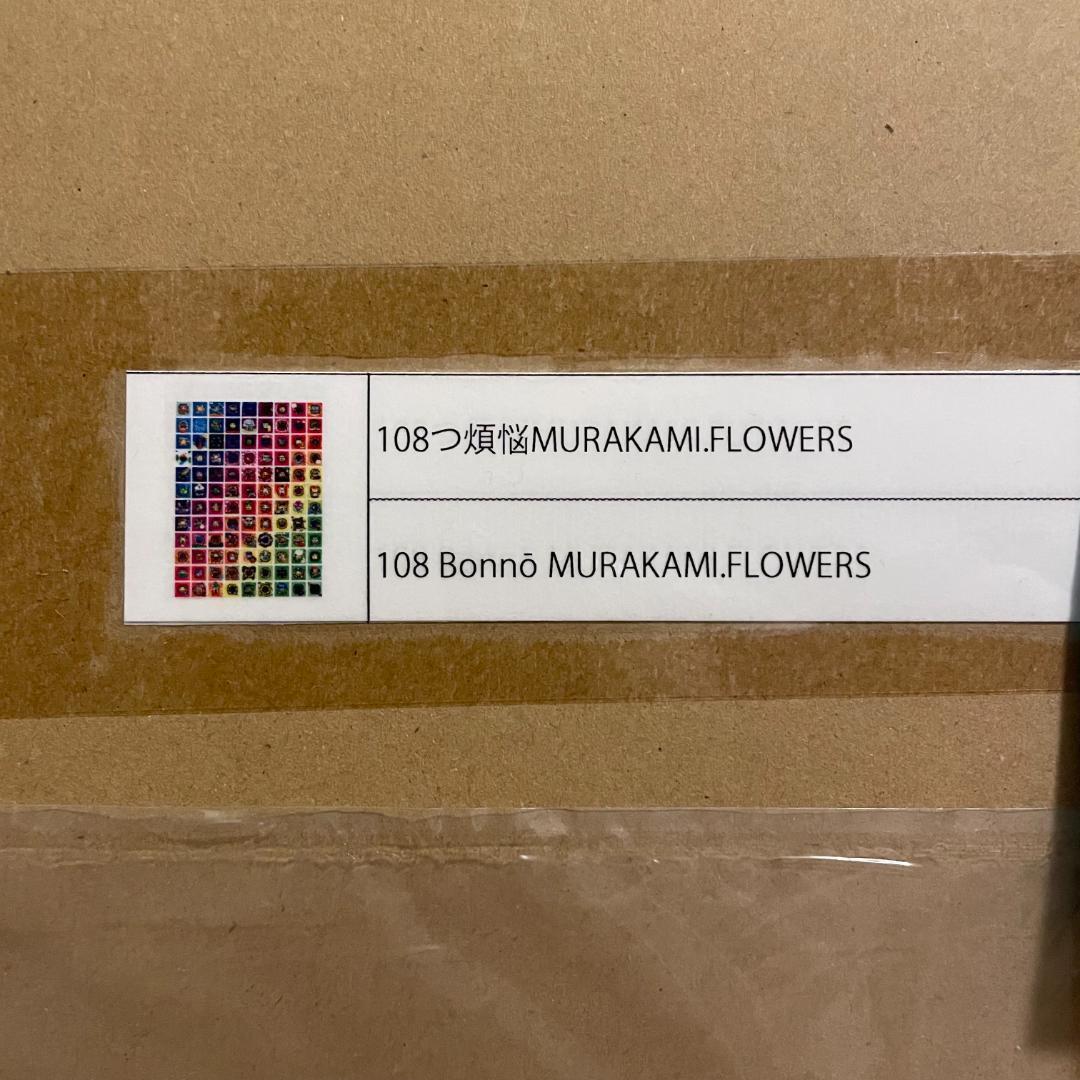 108つ煩悩MURAKAMI.FLOWERS
108 Bonnō MURAKAMI.FLOWERS